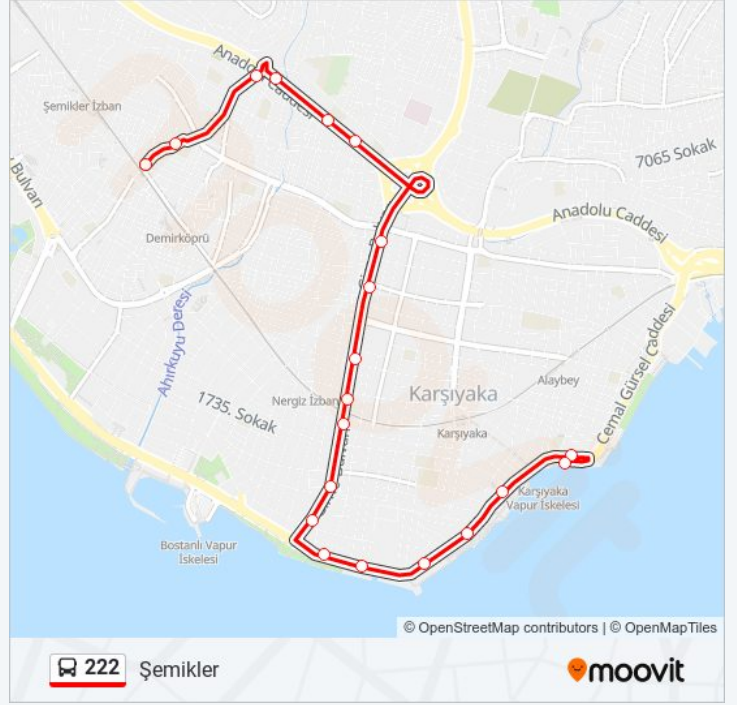 Anadolu Caddesi
Şemikler İzban
7065 Sokak
Bulvarı
Anadolu Caddesi
Demirköprü
Ahırkuyu Deresi
Cemal Gürsel Caddesi
Alaybey
Karşıyaka
1735. Sokak
Nergiz İzban
Karşıyaka
Karşıyaka
Vapur İskelesi
Bostanlı Vapur
İskelesi
© OpenStreetMap contributors | © OpenMapTiles
222 Şemikler
moovit